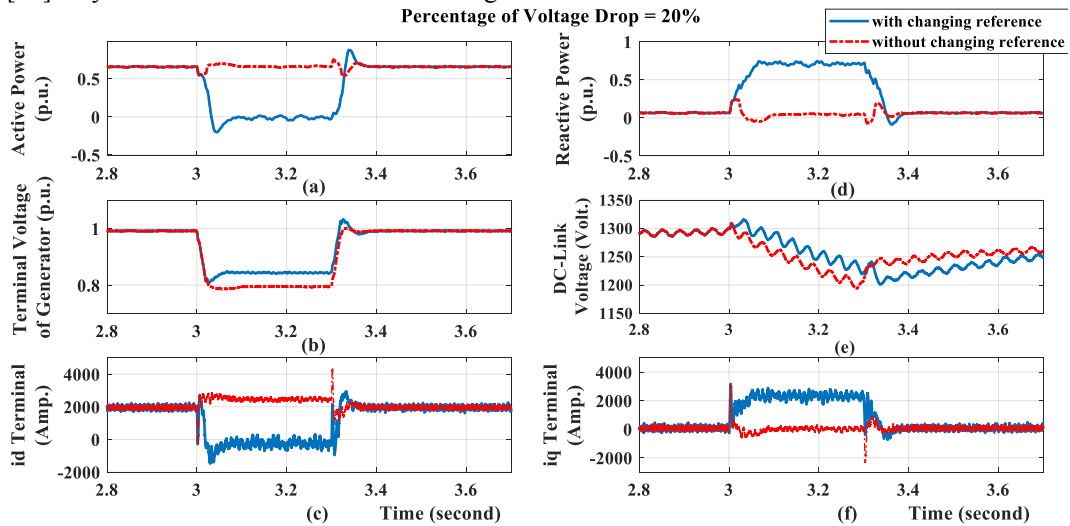 Percentage of Voltage Drop = 20%
with changing reference
without changing reference
Active Power
(p.u.)
0.5
0
-0.5
2.8 3 3.2 3.4 3.6
(a)
Reactive Power
(p.u.)
1
0.5
0
-0.5
2.8 3 3.2 3.4 3.6
(d)
Terminal Voltage
of Generator (p.u.)
1
0.8
2.8 3 3.2 3.4 3.6
(b)
DC-Link
Voltage (Volt.)
1350
1300
1250
1200
1150
2.8 3 3.2 3.4 3.6
(e)
id Terminal
(Amp.)
4000
2000
0
-2000
2.8 3 3.2 3.4 3.6
(c) Time (second)
iq Terminal
(Amp.)
4000
2000
0
-2000
2.8 3 3.2 3.4 3.6
(f) Time (second)